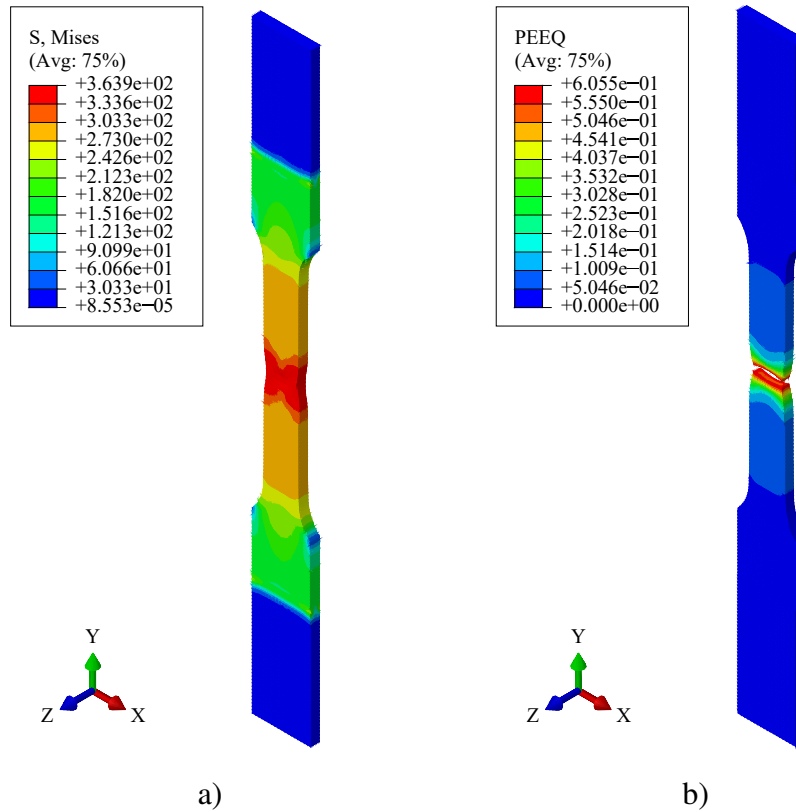 S, Mises
(Avg: 75%)
+3.639e+02
+3.336e+02
+3.033e+02
+2.730e+02
+2.426e+02
+2.123e+02
+1.820e+02
+1.516e+02
+1.213e+02
+9.099e+01
+6.066e+01
+3.033e+01
+8.553e−05
Y
Z
X
a)
PEEQ
(Avg: 75%)
+6.055e−01
+5.550e−01
+5.046e−01
+4.541e−01
+4.037e−01
+3.532e−01
+3.028e−01
+2.523e−01
+2.018e−01
+1.514e−01
+1.009e−01
+5.046e−02
+0.000e+00
Y
Z
X
b)